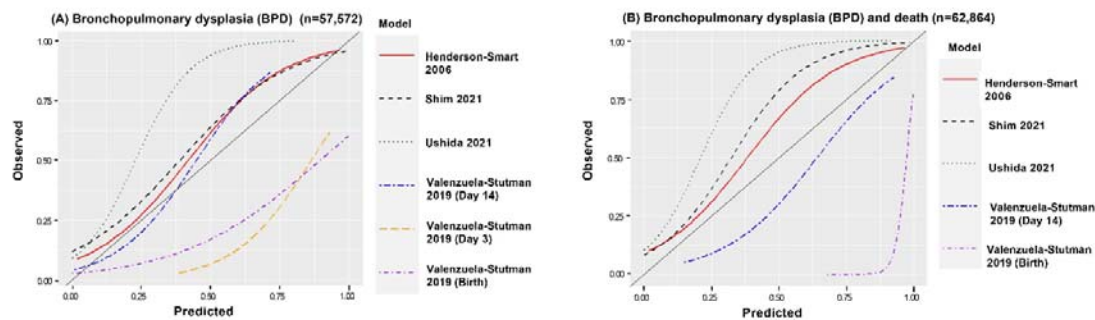 (A) Bronchopulmonary dysplasia (BPD) (n=57,572)
1.00
0.75
0.50
0.25
0.00
Observed
0.00
0.25
0.50
0.75
1.00
Predicted
Model
Henderson-Smart
2006
Shim 2021
Ushida 2021
Valenzuela-Stutman
2019 (Day 14)
Valenzuela-Stutman
2019 (Day 3)
Valenzuela-Stutman
2019 (Birth)
(B) Bronchopulmonary dysplasia (BPD) and death (n=62,864)
1.00
0.75
0.50
0.25
0.00
Observed
0.00
0.25
0.50
0.75
1.00
Predicted
Model
Henderson-Smart
2006
Shim 2021
Ushida 2021
Valenzuela-Stutman
2019 (Day 14)
Valenzuela-Stutman
2019 (Birth)